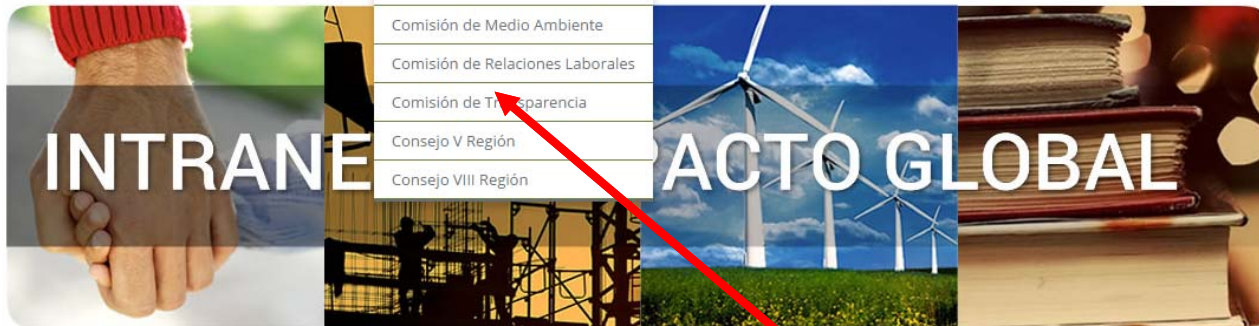 Comisión de Medio Ambiente
Comisión de Relaciones Laborales
Comisión de Transparencia
Consejo V Región
Consejo VIII Región
INTRANE PACTO GLOBAL